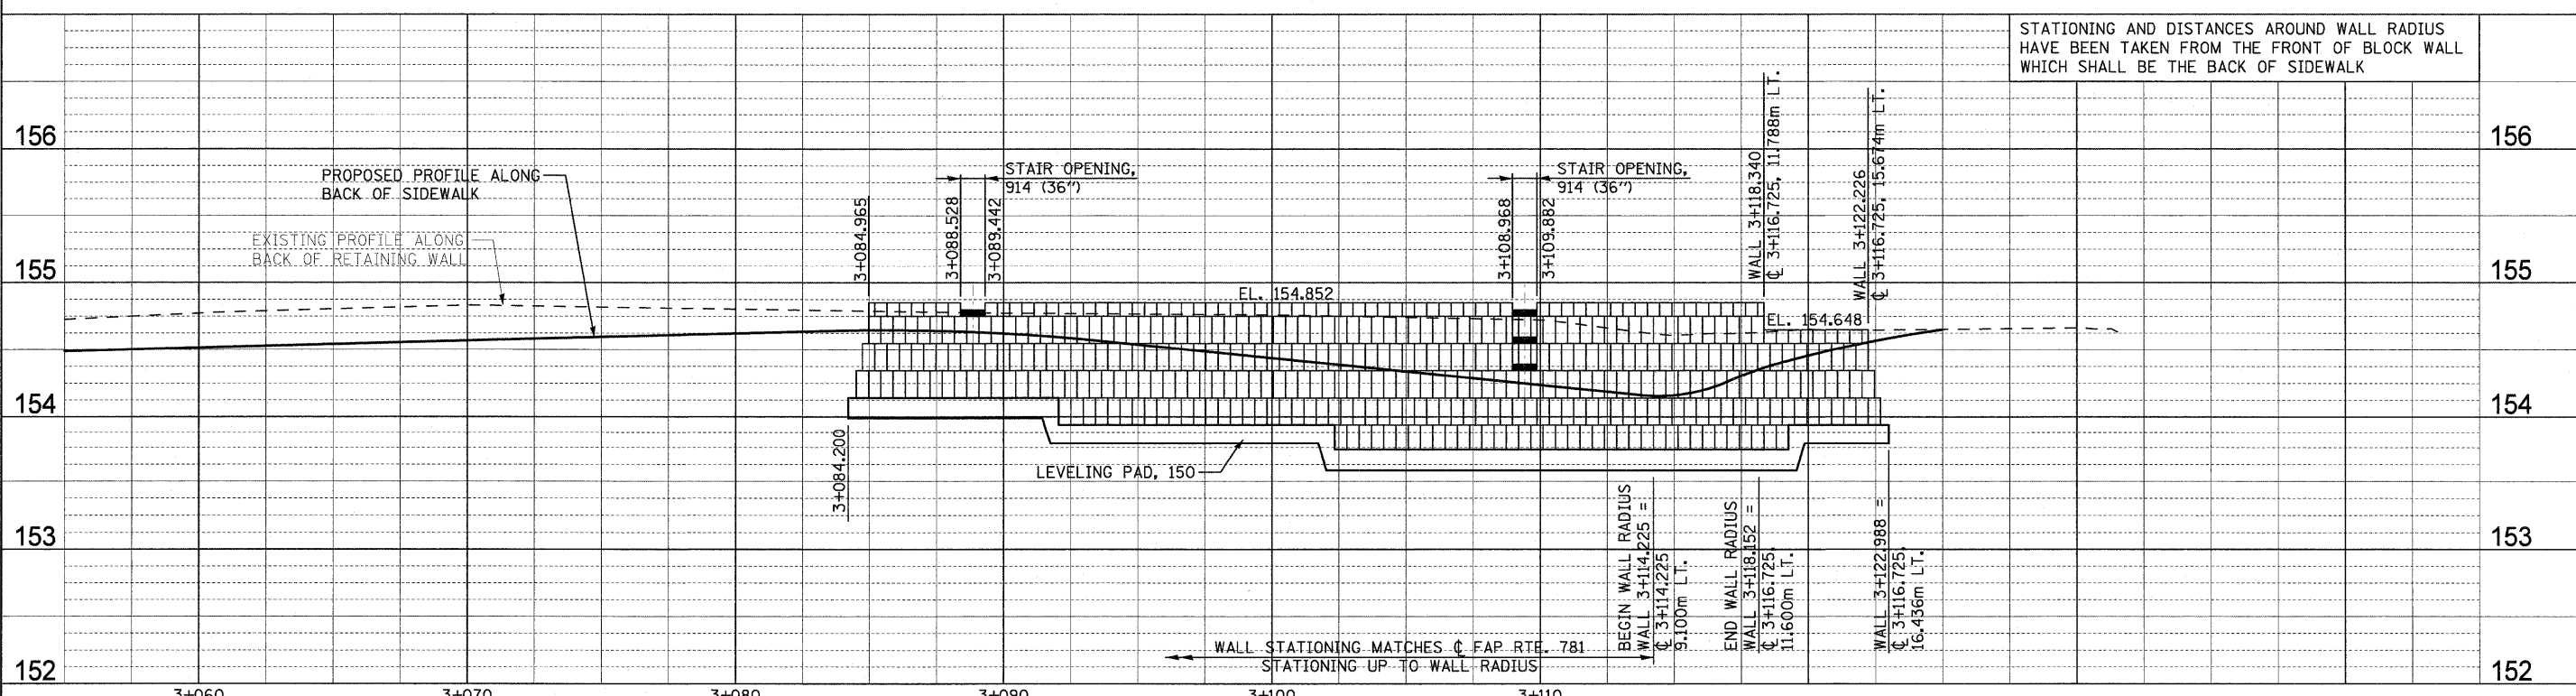 STATIONING AND DISTANCES AROUND WALL RADIUS
HAVE BEEN TAKEN FROM THE FRONT OF BLOCK WALL
WHICH SHALL BE THE BACK OF SIDEWALK
156
156
PROPOSED PROFILE ALONG
BACK OF SIDEWALK
EXISTING PROFILE ALONG
BACK OF RETAINING WALL
3+084.965
3+088.528
3+089.442
STAIR OPENING,
914 (36")
3+108.968
3+109.882
STAIR OPENING,
914 (36")
WALL 3+118.340
℄ 3+116.725, 11.788m LT.
WALL 3+122.226
℄ 3+116.725, 15.674m LT.
155
155
EL. 154.852
EL. 154.648
154
154
3+084.200
LEVELING PAD, 150
153
153
BEGIN WALL RADIUS
WALL 3+114.225 =
℄ 3+114.225
9.100m LT.
END WALL RADIUS
WALL 3+118.152 =
℄ 3+116.725,
11.600m LT.
WALL 3+122.988 =
℄ 3+116.725,
16.436m LT.
WALL STATIONING MATCHES ℄ FAP RTE. 781
STATIONING UP TO WALL RADIUS
152
152
3+060
3+070
3+080
3+090
3+100
3+110